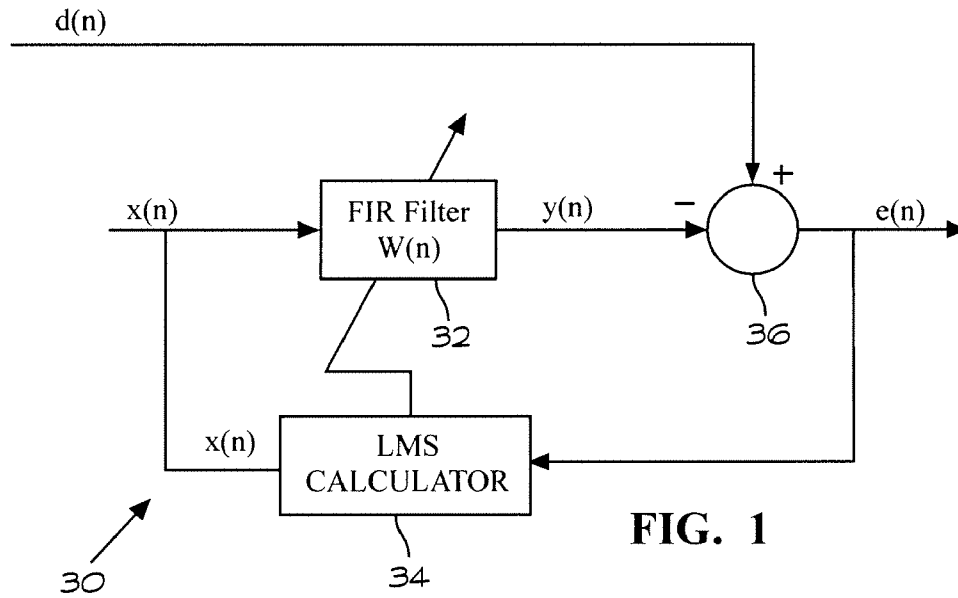 d(n)
+
x(n)
FIR Filter
W(n)
y(n)
−
e(n)
32
36
x(n)
LMS
CALCULATOR
FIG. 1
30
34